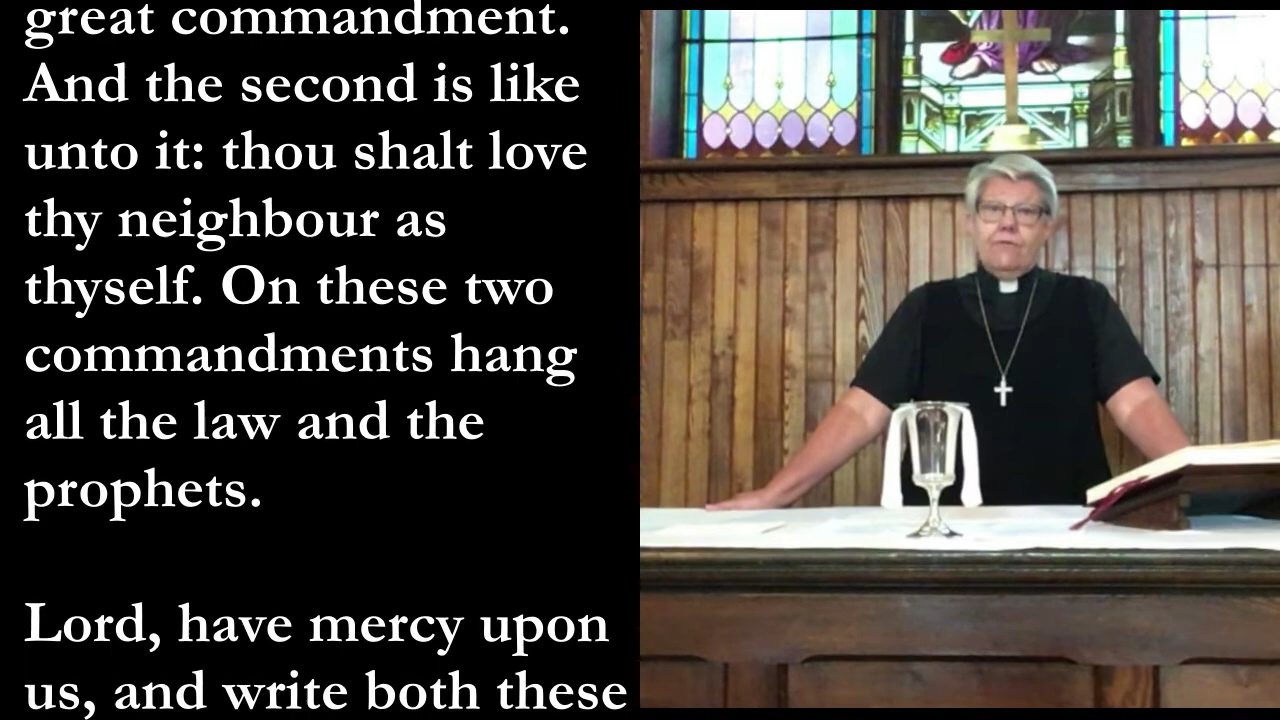 great commandment.
And the second is like
unto it: thou shalt love
thy neighbour as
thyself. On these two
commandments hang
all the law and the
prophets.
Lord, have mercy upon
us, and write both these